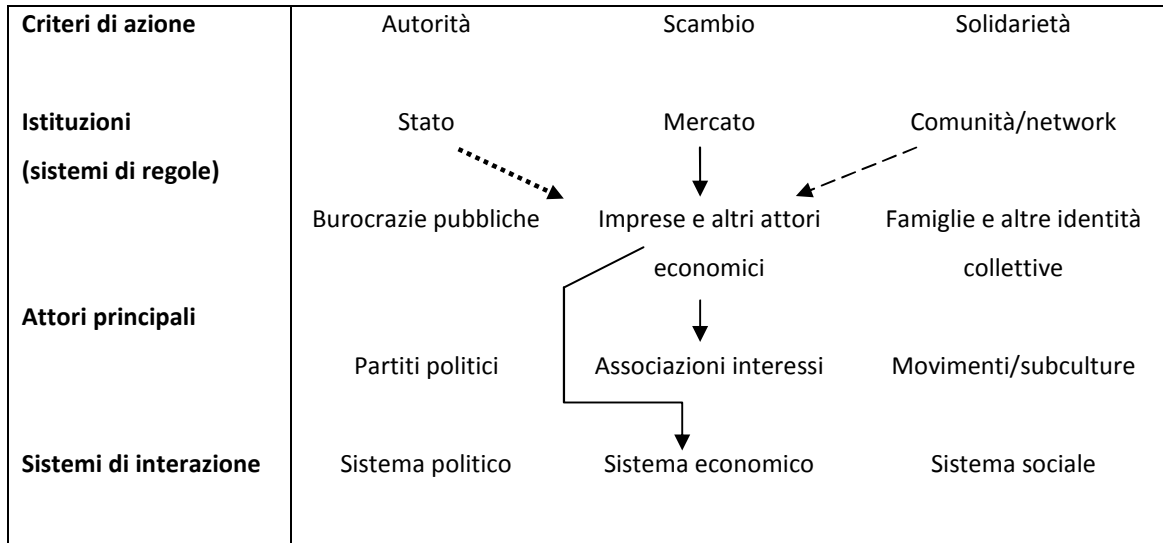 Criteri di azione Autorità Scambio Solidarietà
Istituzioni Stato Mercato Comunità/network
(sistemi di regole)
Burocrazie pubbliche Imprese e altri attori Famiglie e altre identità
economici collettive
Attori principali
Partiti politici Associazioni interessi Movimenti/subculture
Sistemi di interazione Sistema politico Sistema economico Sistema sociale